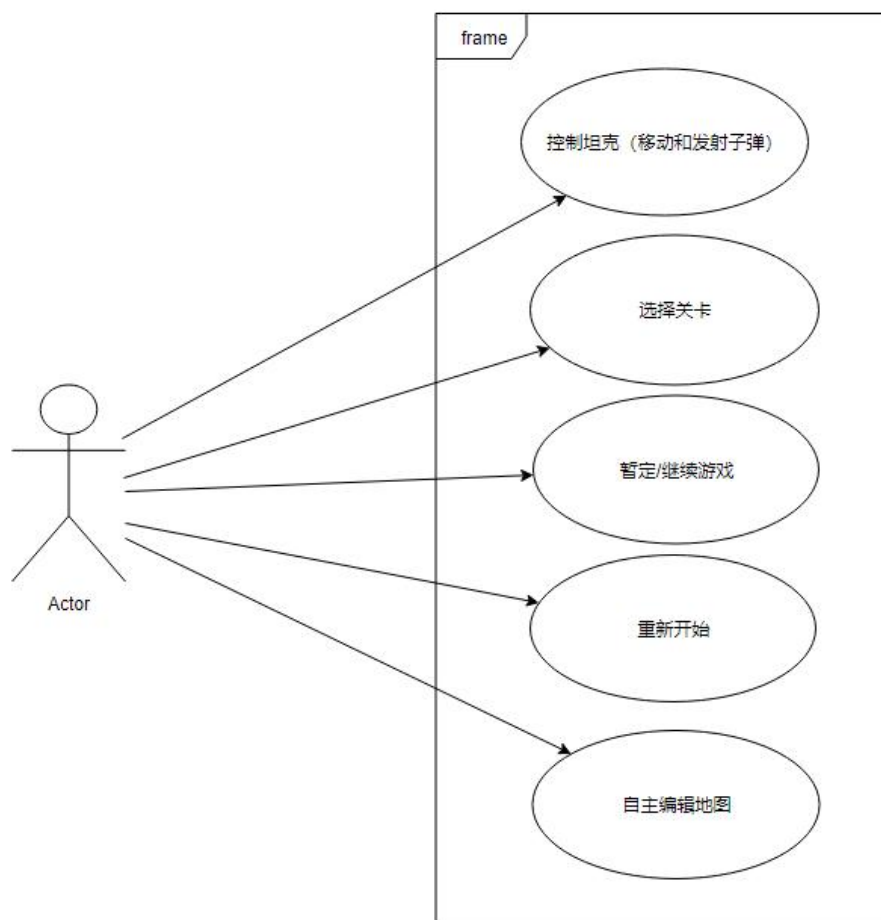 frame
控制坦克（移动和发射子弹）
选择关卡
暂定/继续游戏
重新开始
Actor
自主编辑地图